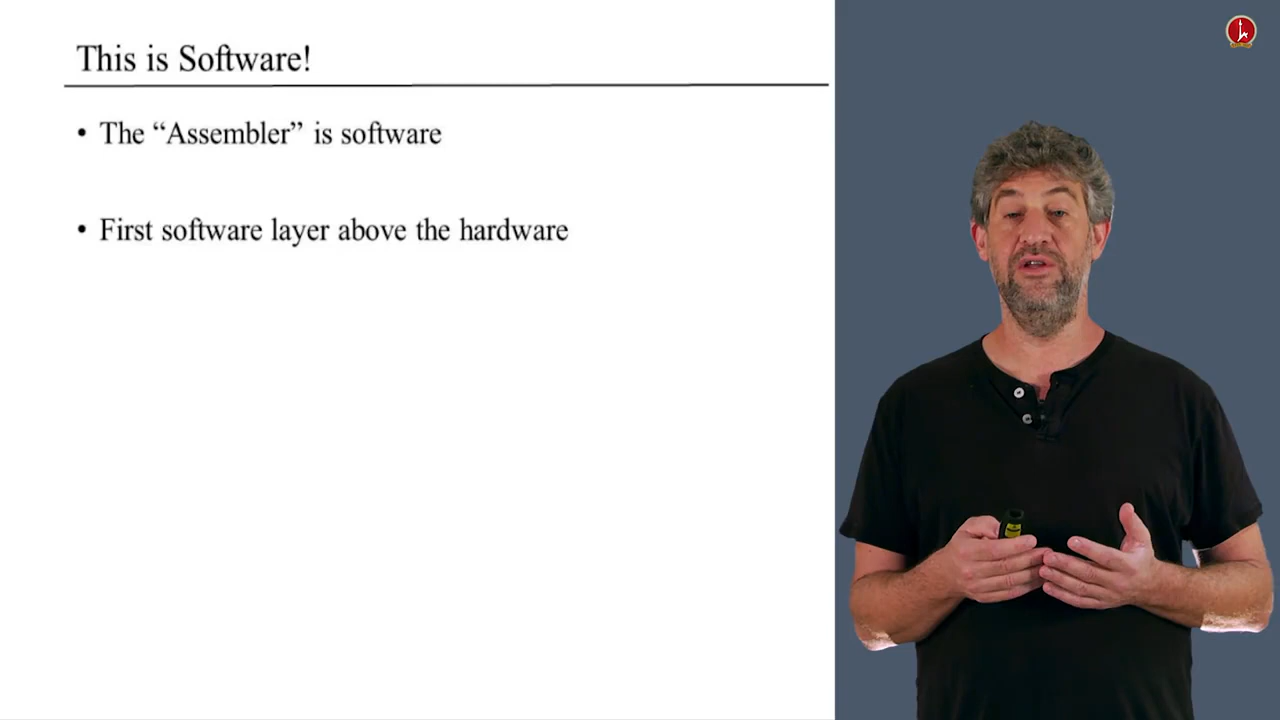 This is Software!
• The “Assembler” is software
• First software layer above the hardware